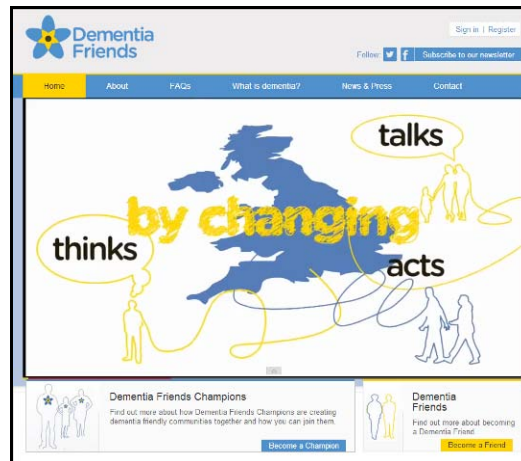 Dementia
Friends
Sign in | Register
Follow: Subscribe to our newsletter
Home About FAQs What is dementia? News & Press Contact
talks
by changing
thinks
acts
Dementia Friends Champions
Find out more about how Dementia Friends Champions are creating
dementia friendly communities together and how you can join them.
Become a Champion
Dementia
Friends
Find out more about becoming
a Dementia Friend
Become a Friend